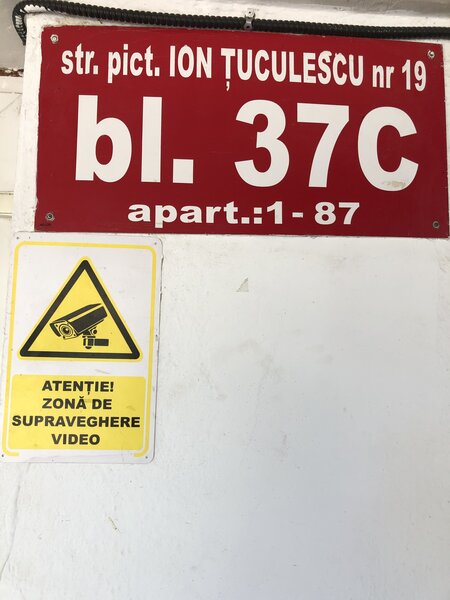 str. pict. ION ȚUCULESCU nr 19
bl. 37C
apart.:1- 87
ATENȚIE!
ZONĂ DE
SUPRAVEGHERE
VIDEO